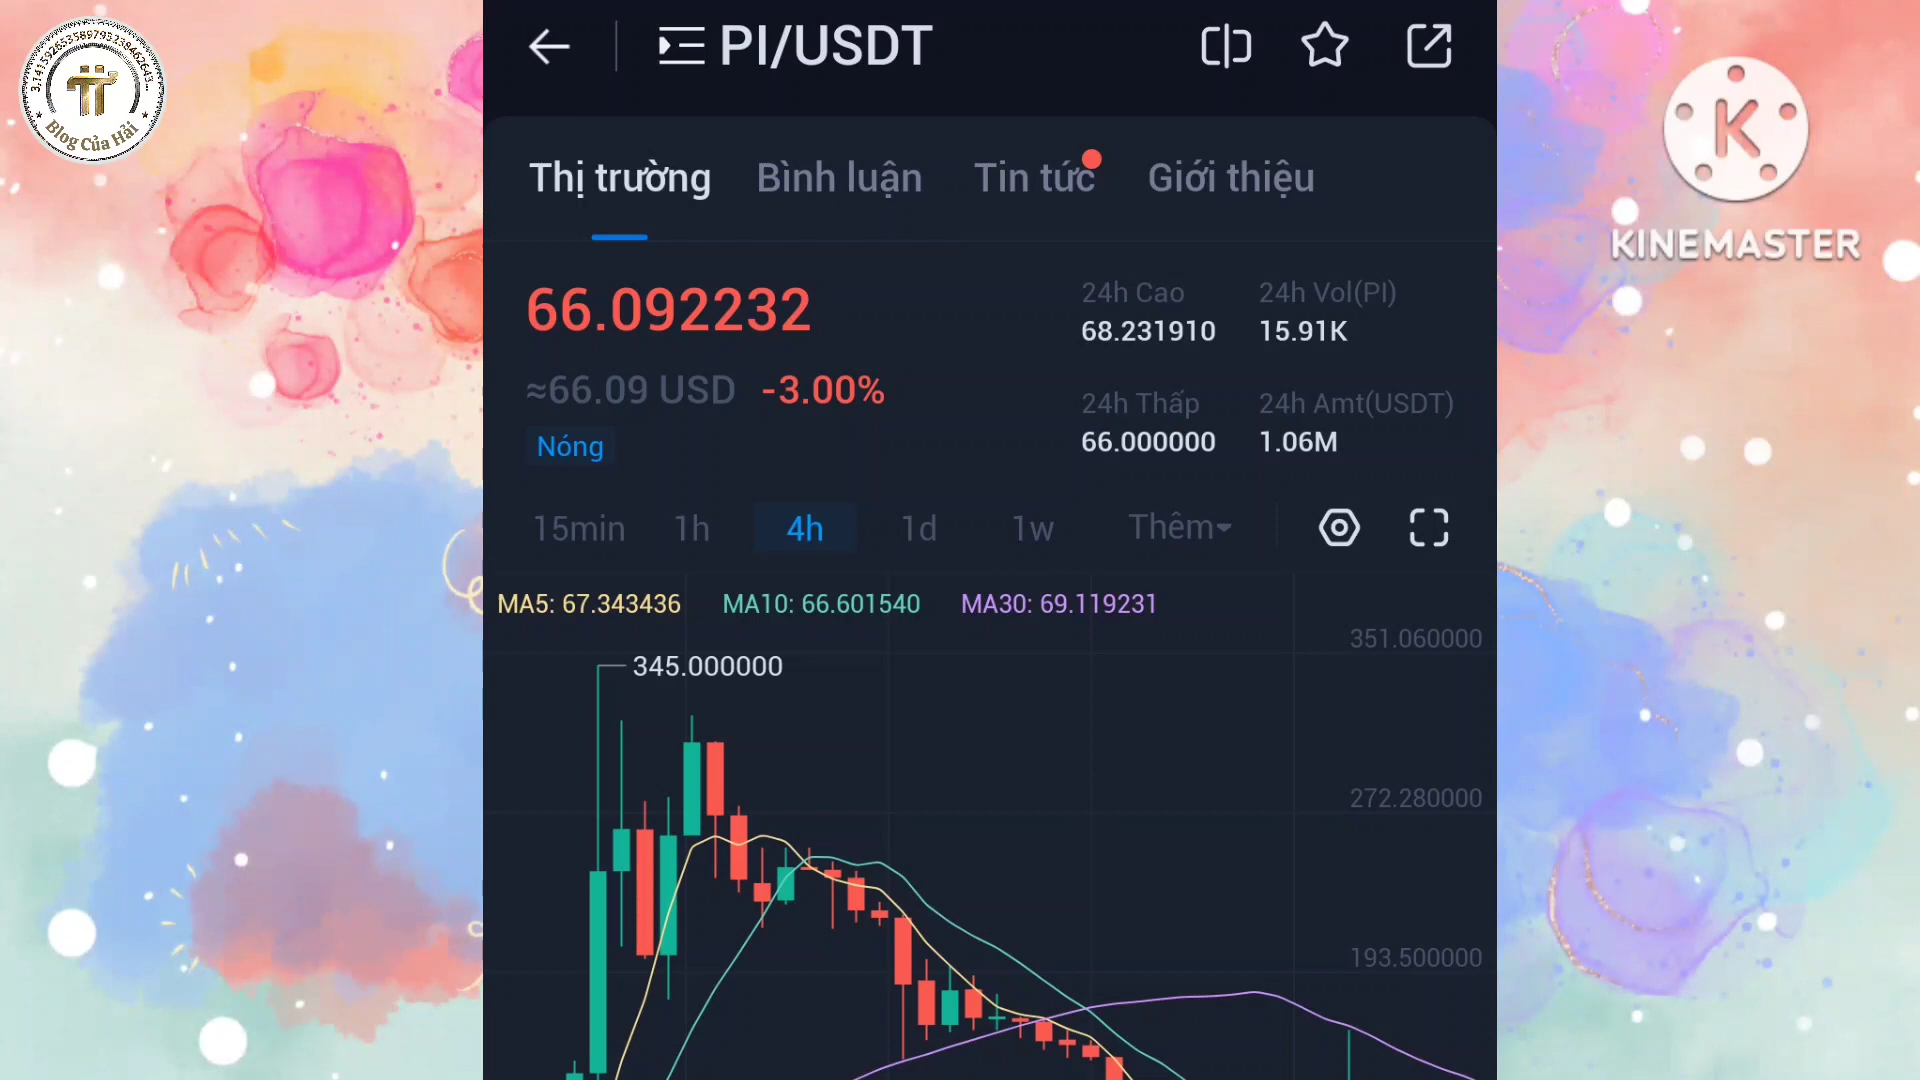 3,141592653589793238462643...
Blog Của Hải
PI/USDT
K
KINEMASTER
Thị trường Bình luận Tin tức Giới thiệu
66.092232
≈66.09 USD -3.00%
Nóng
24h Cao 24h Vol(PI)
68.231910 15.91K
24h Thấp 24h Amt(USDT)
66.000000 1.06M
15min 1h 4h 1d 1w Thêm
MA5: 67.343436 MA10: 66.601540 MA30: 69.119231
351.060000
345.000000
272.280000
193.500000